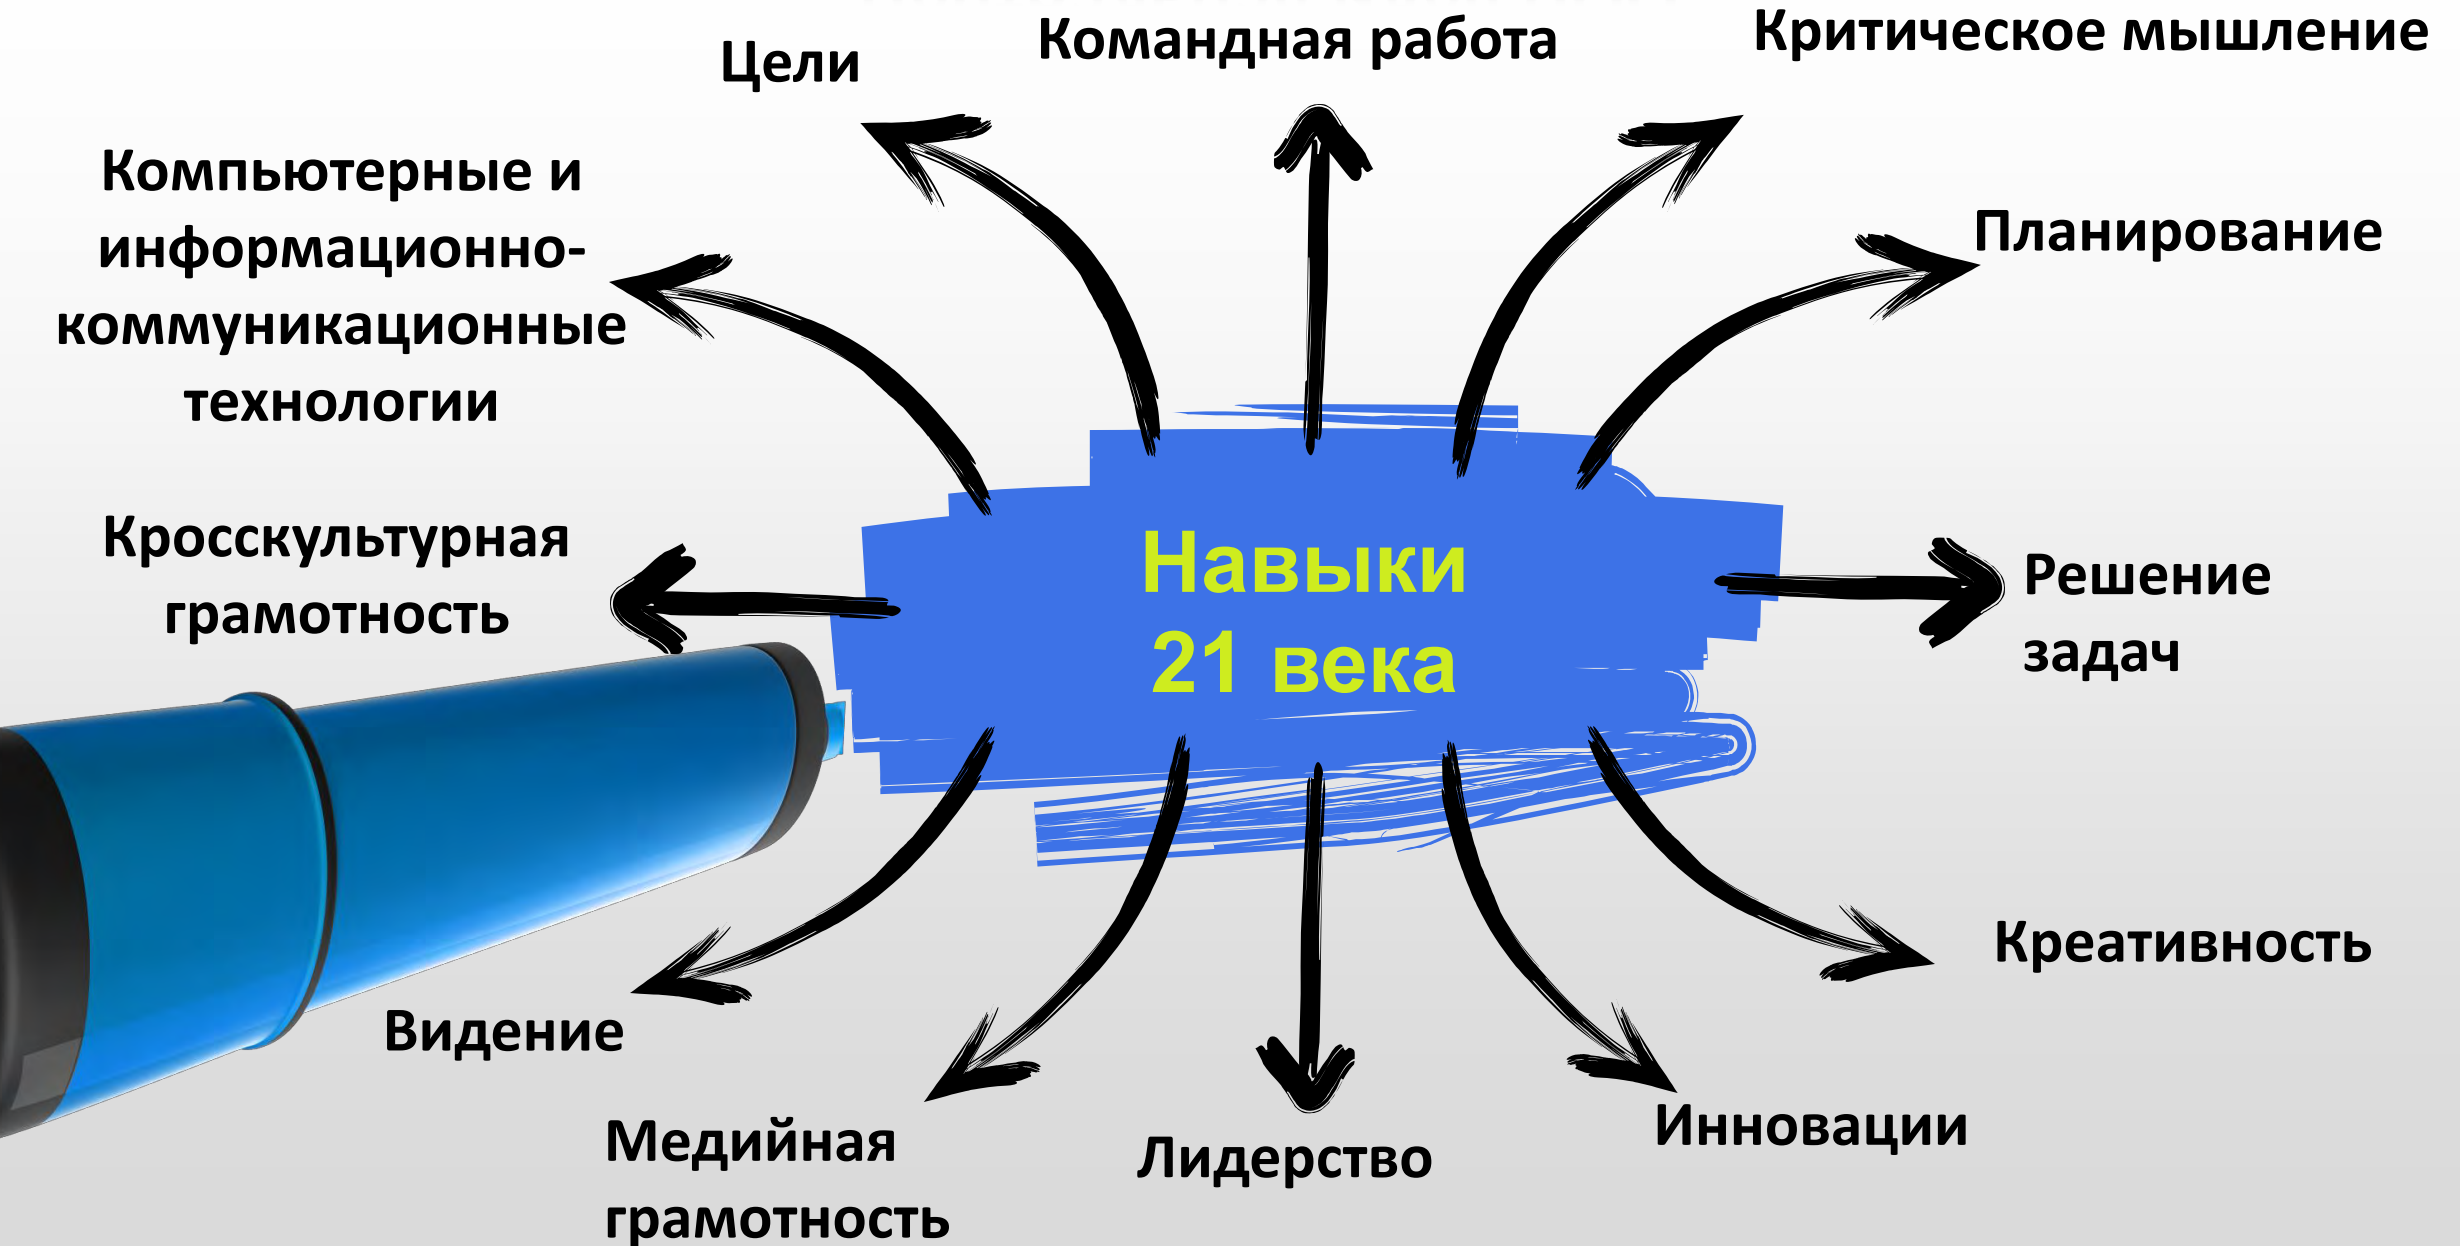 Цели
Командная работа
Критическое мышление
Компьютерные и
информационно-
коммуникационные
технологии
Планирование
Кросскультурная
грамотность
Навыки
21 века
Решение
задач
Видение
Креативность
Медийная
грамотность
Лидерство
Инновации